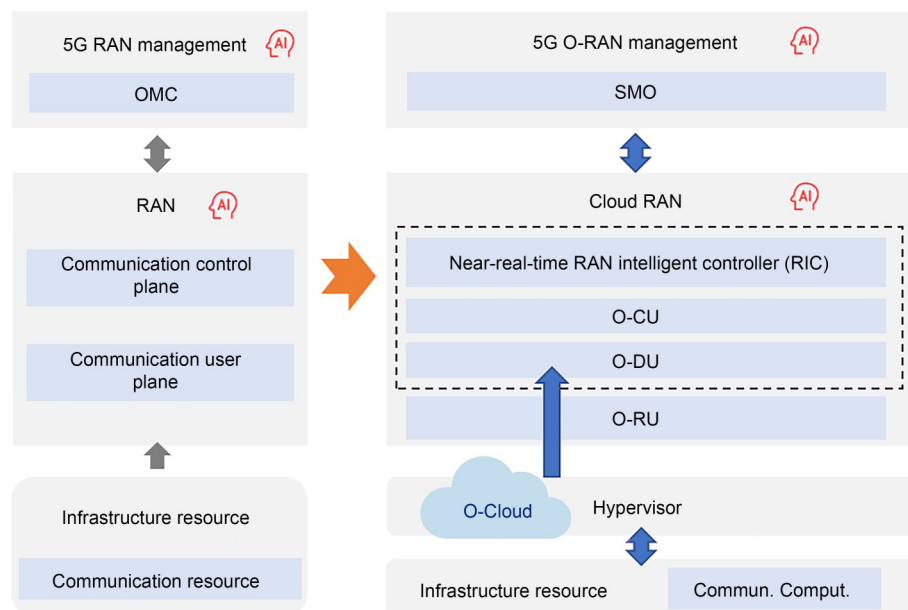 5G RAN management
AI
OMC
RAN
AI
Communication control
plane
Communication user
plane
Infrastructure resource
Communication resource
5G O-RAN management
AI
SMO
Cloud RAN
AI
Near-real-time RAN intelligent controller (RIC)
O-CU
O-DU
O-RU
O-Cloud
Hypervisor
Infrastructure resource
Commun. Comput.